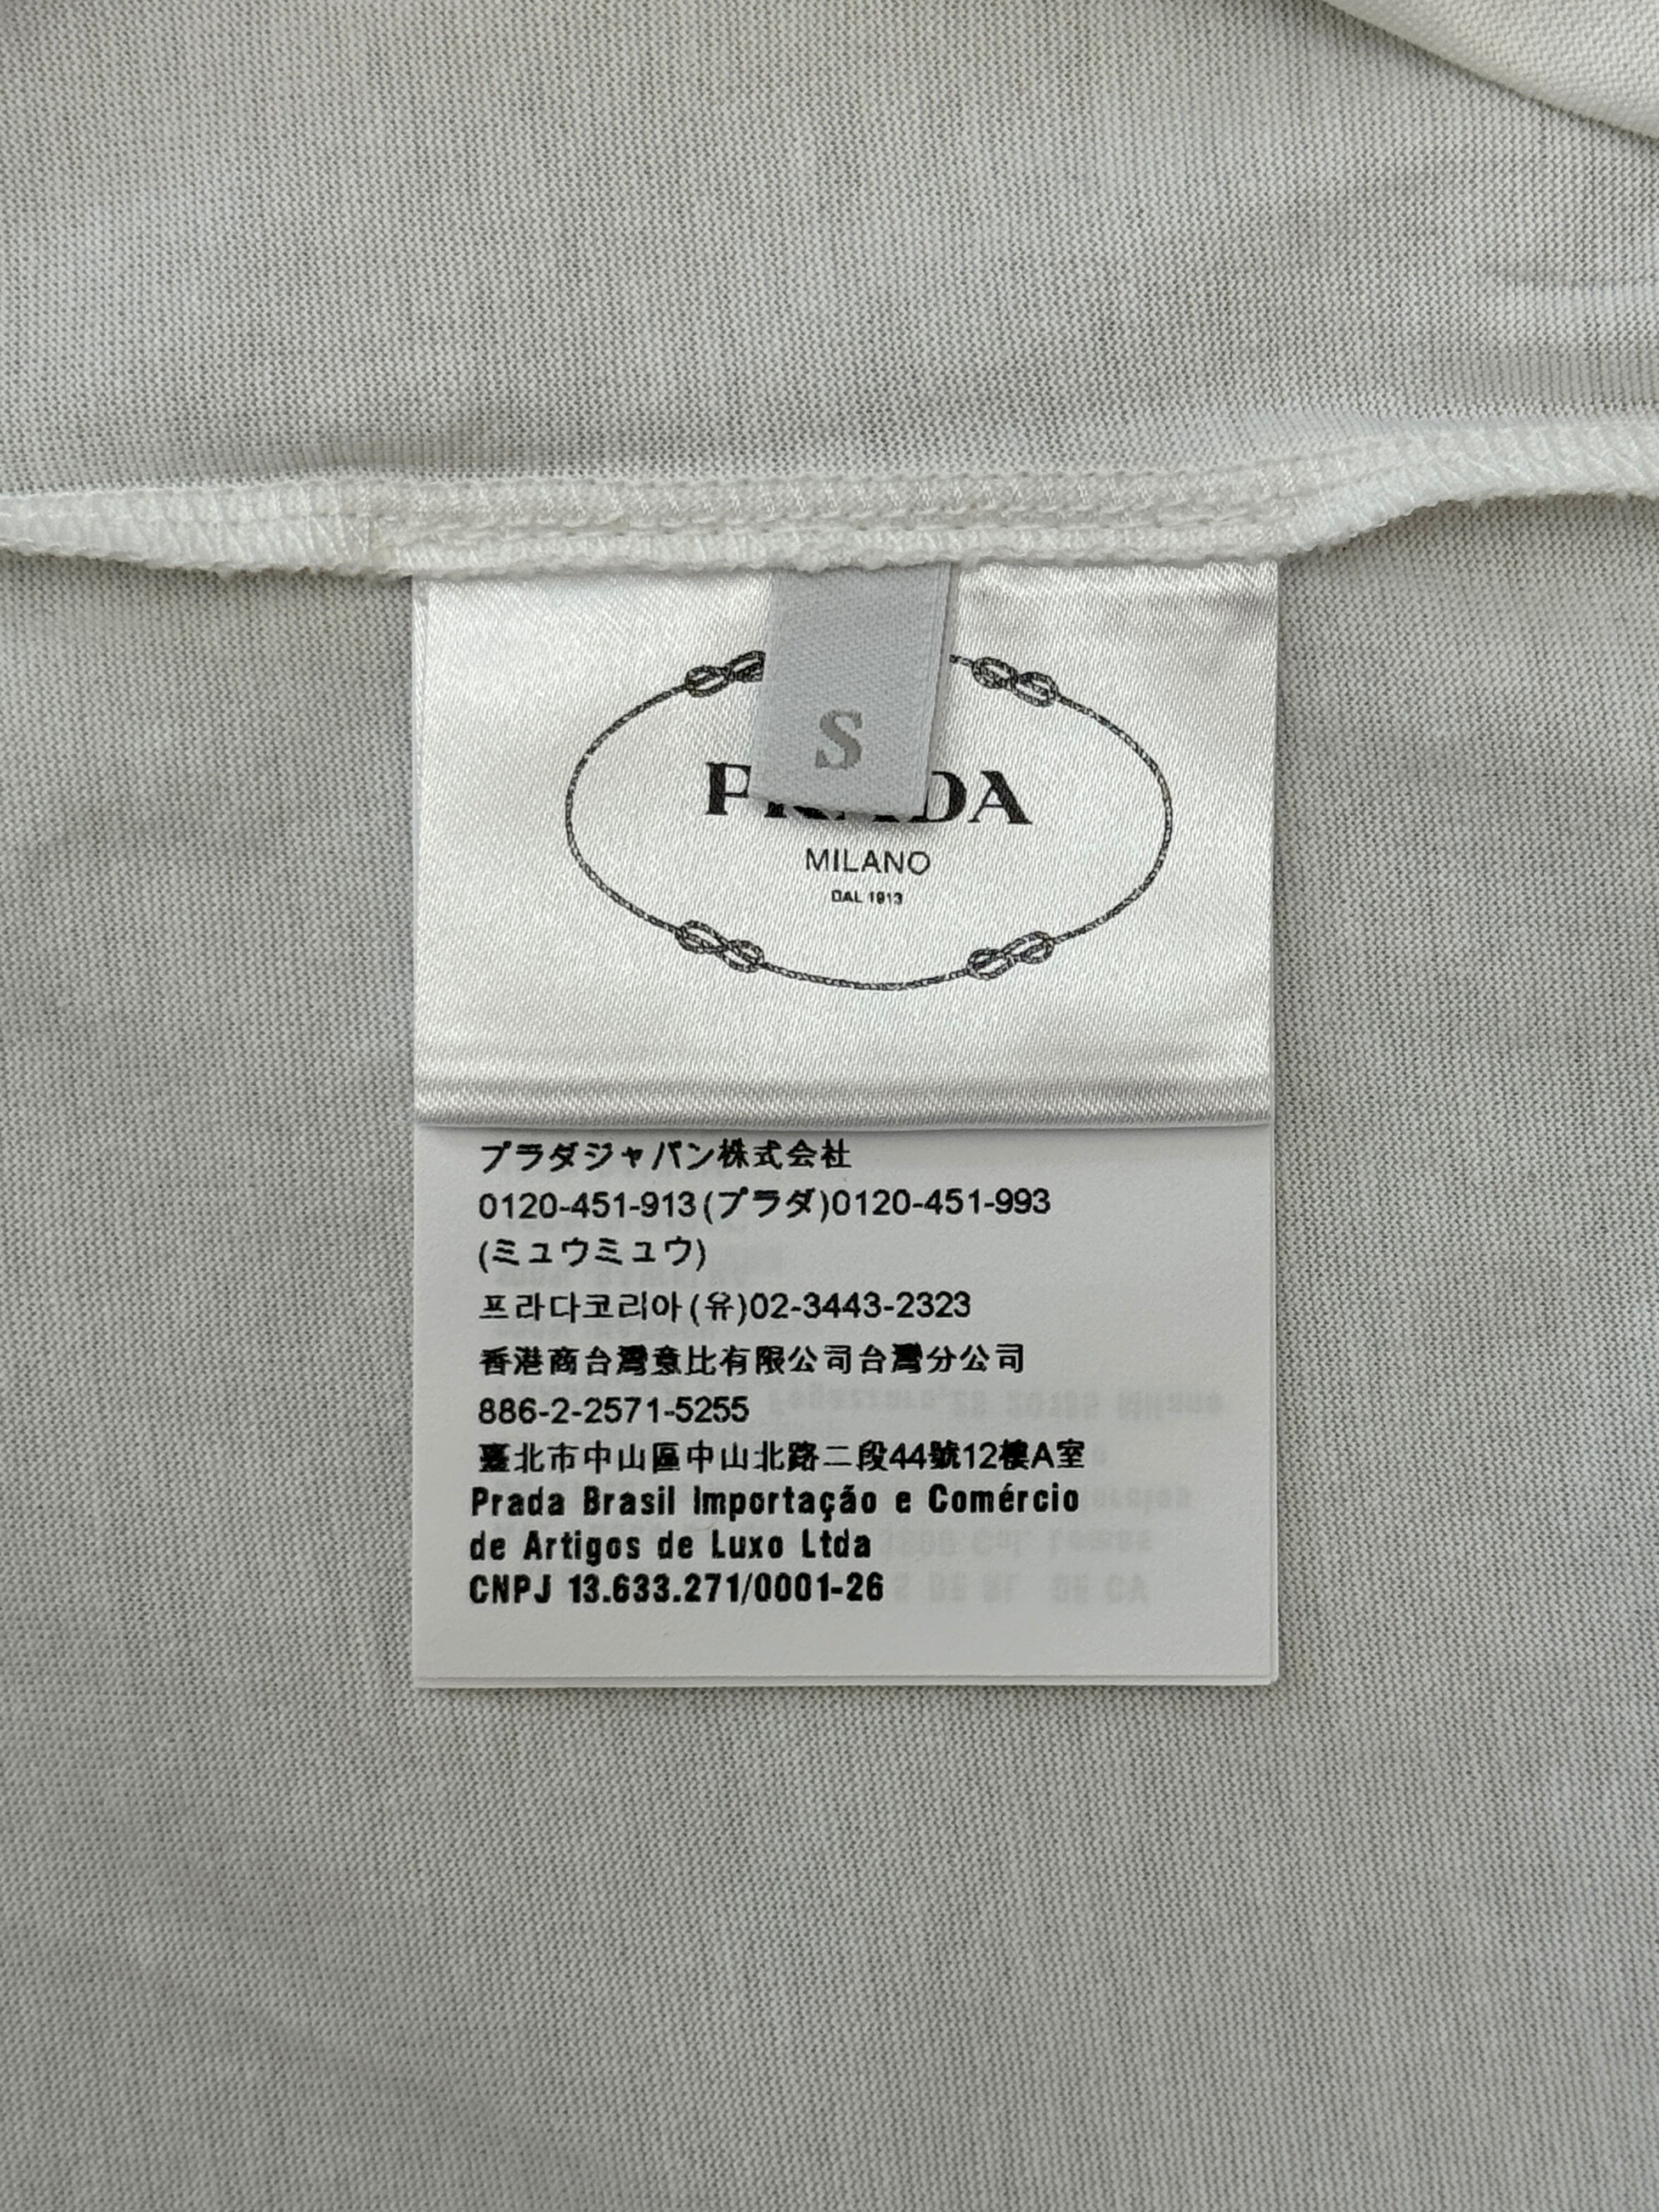 S
PRADA
MILANO
DAL 1913
プラダジャパン株式会社
0120-451-913(プラダ)0120-451-993
(ミュウミュウ)
프라다코리아(유)02-3443-2323
香港商台灣意比有限公司台灣分公司
886-2-2571-5255
臺北市中山區中山北路二段44號12樓A室
Prada Brasil Importação e Comércio
de Artigos de Luxo Ltda
CNPJ 13.633.271/0001-26